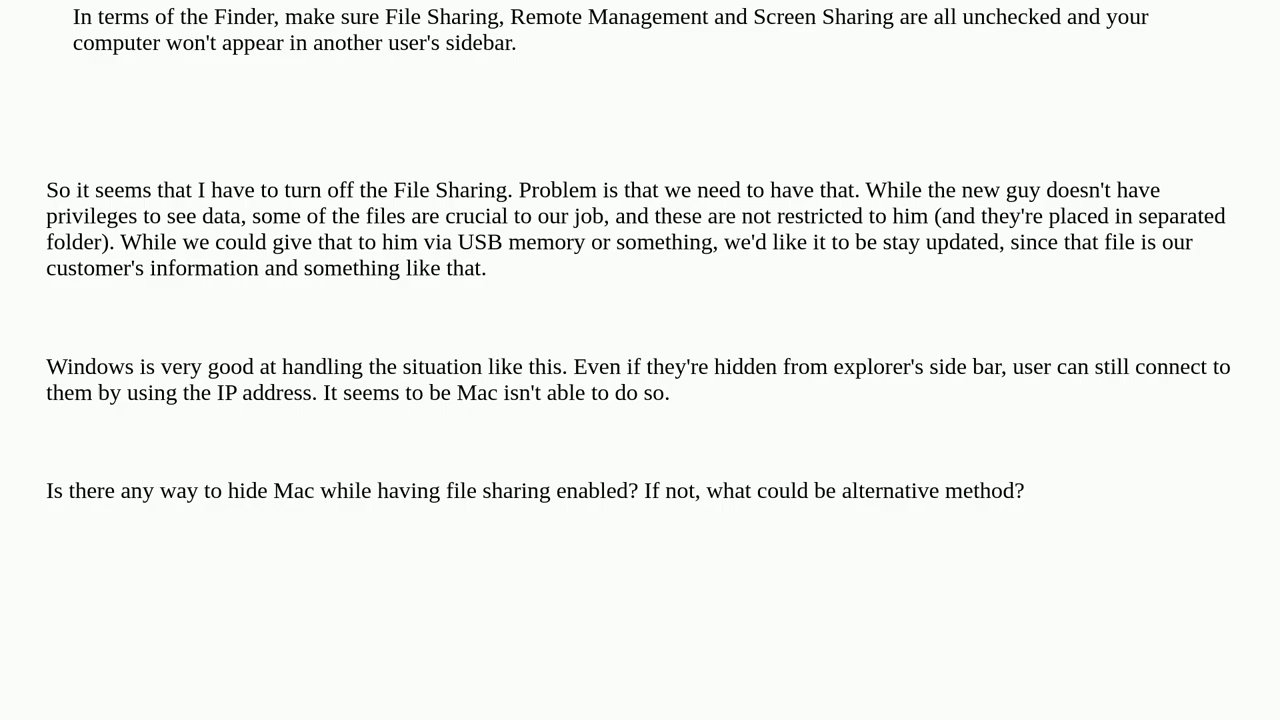 In terms of the Finder, make sure File Sharing, Remote Management and Screen Sharing are all unchecked and your
computer won't appear in another user's sidebar.
So it seems that I have to turn off the File Sharing. Problem is that we need to have that. While the new guy doesn't have
privileges to see data, some of the files are crucial to our job, and these are not restricted to him (and they're placed in separated
folder). While we could give that to him via USB memory or something, we'd like it to be stay updated, since that file is our
customer's information and something like that.
Windows is very good at handling the situation like this. Even if they're hidden from explorer's side bar, user can still connect to
them by using the IP address. It seems to be Mac isn't able to do so.
Is there any way to hide Mac while having file sharing enabled? If not, what could be alternative method?